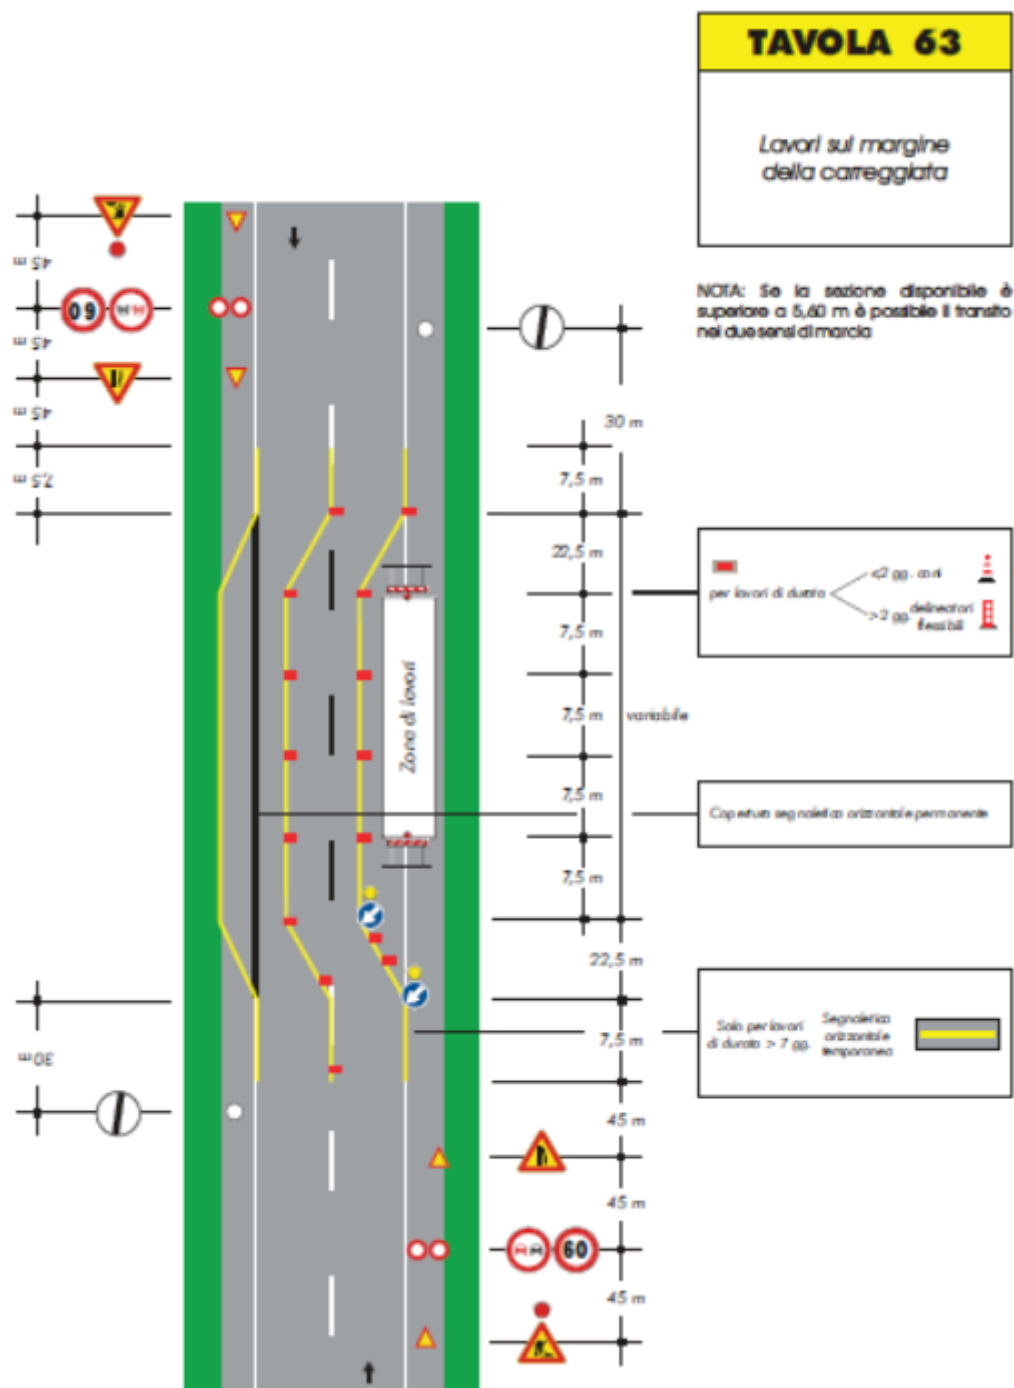 TAVOLA 63
Lavori sul margine
della carreggiata
NOTA: Se la sezione disponibile è
superiore a 5,60 m è possibile il transito
nei due sensi di marcia
45 m
60
45 m
45 m
7,5 m
30 m
7,5 m
22,5 m
7,5 m
7,5 m
variabile
7,5 m
7,5 m
22,5 m
7,5 m
45 m
45 m
60
45 m
Zona di lavori
30 m
per lavori di durata
<2 gg. coni
>2 gg. delineatori
flessibili
Copertura segnaletica orizzontale permanente
Solo per lavori
di durata > 7 gg.
Segnaletica
orizzontale
temporanea